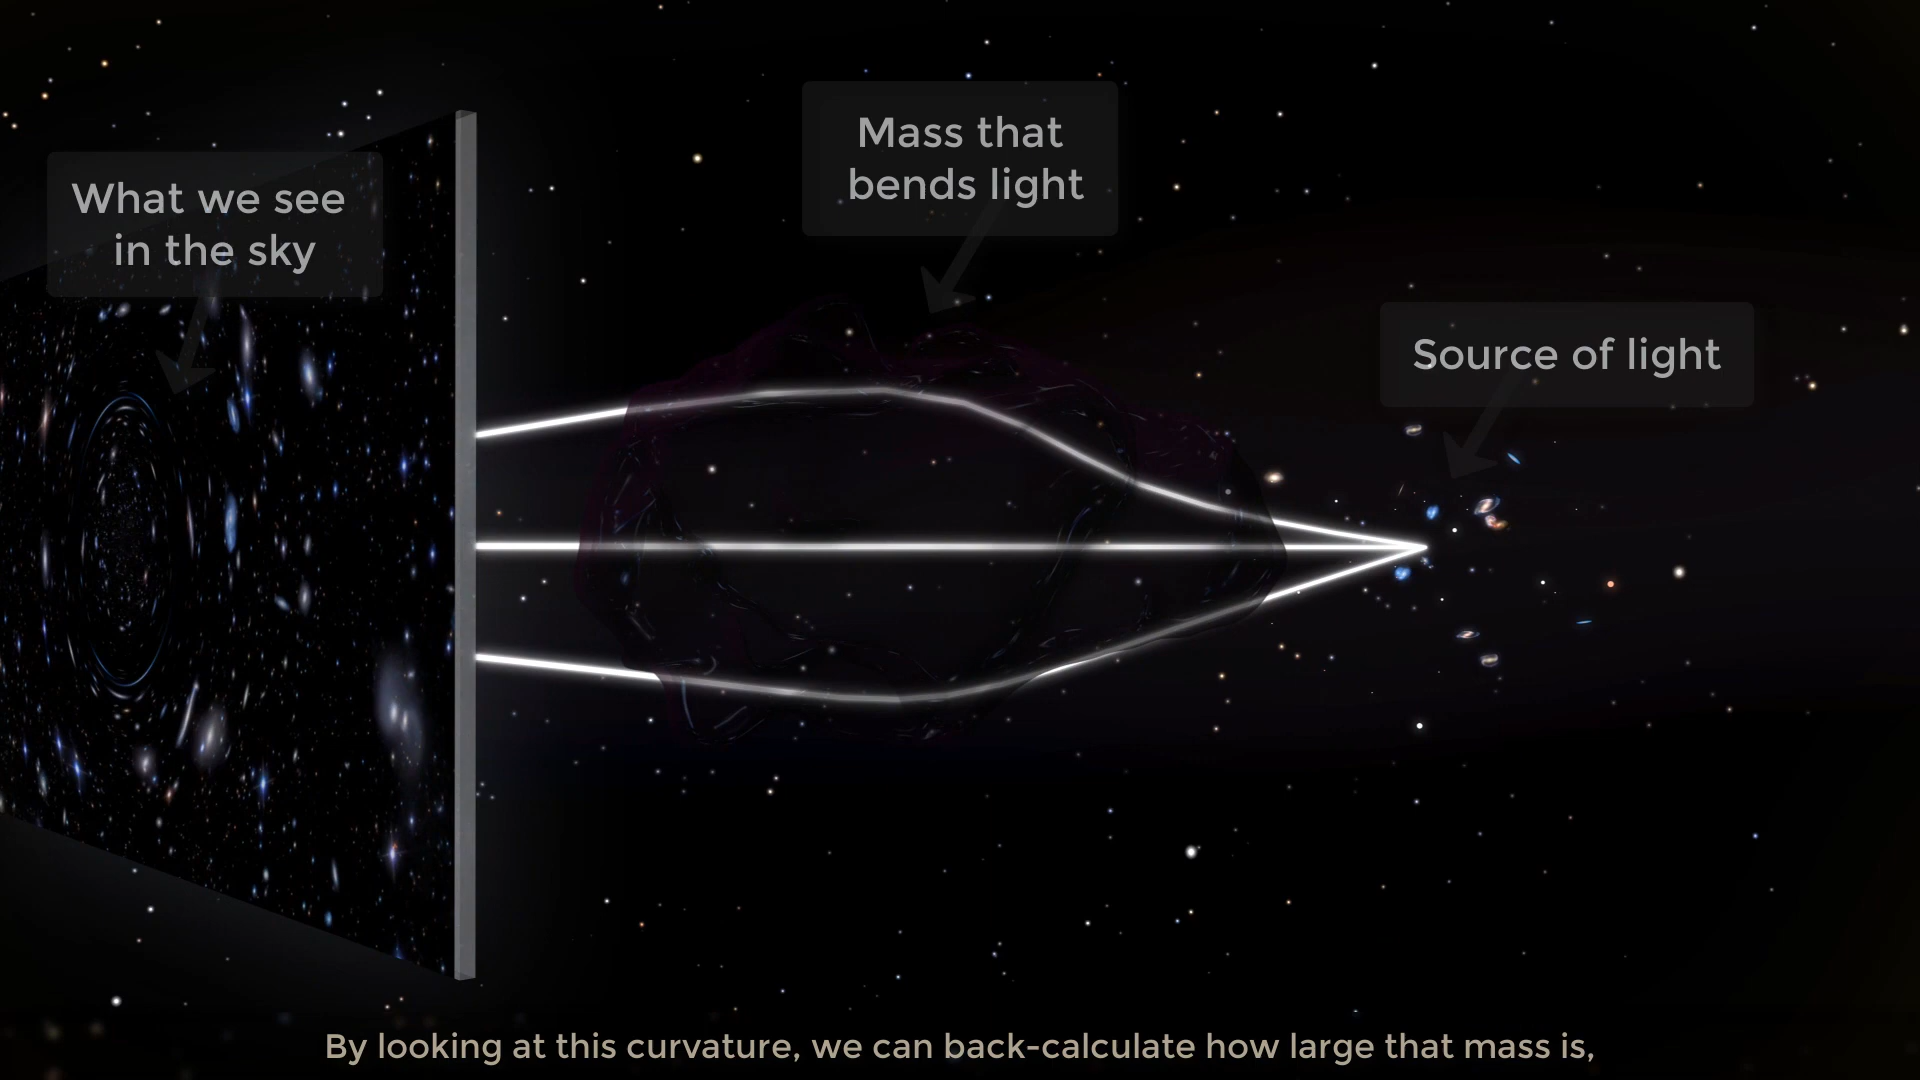 What we see
in the sky
Mass that
bends light
Source of light
By looking at this curvature, we can back-calculate how large that mass is,